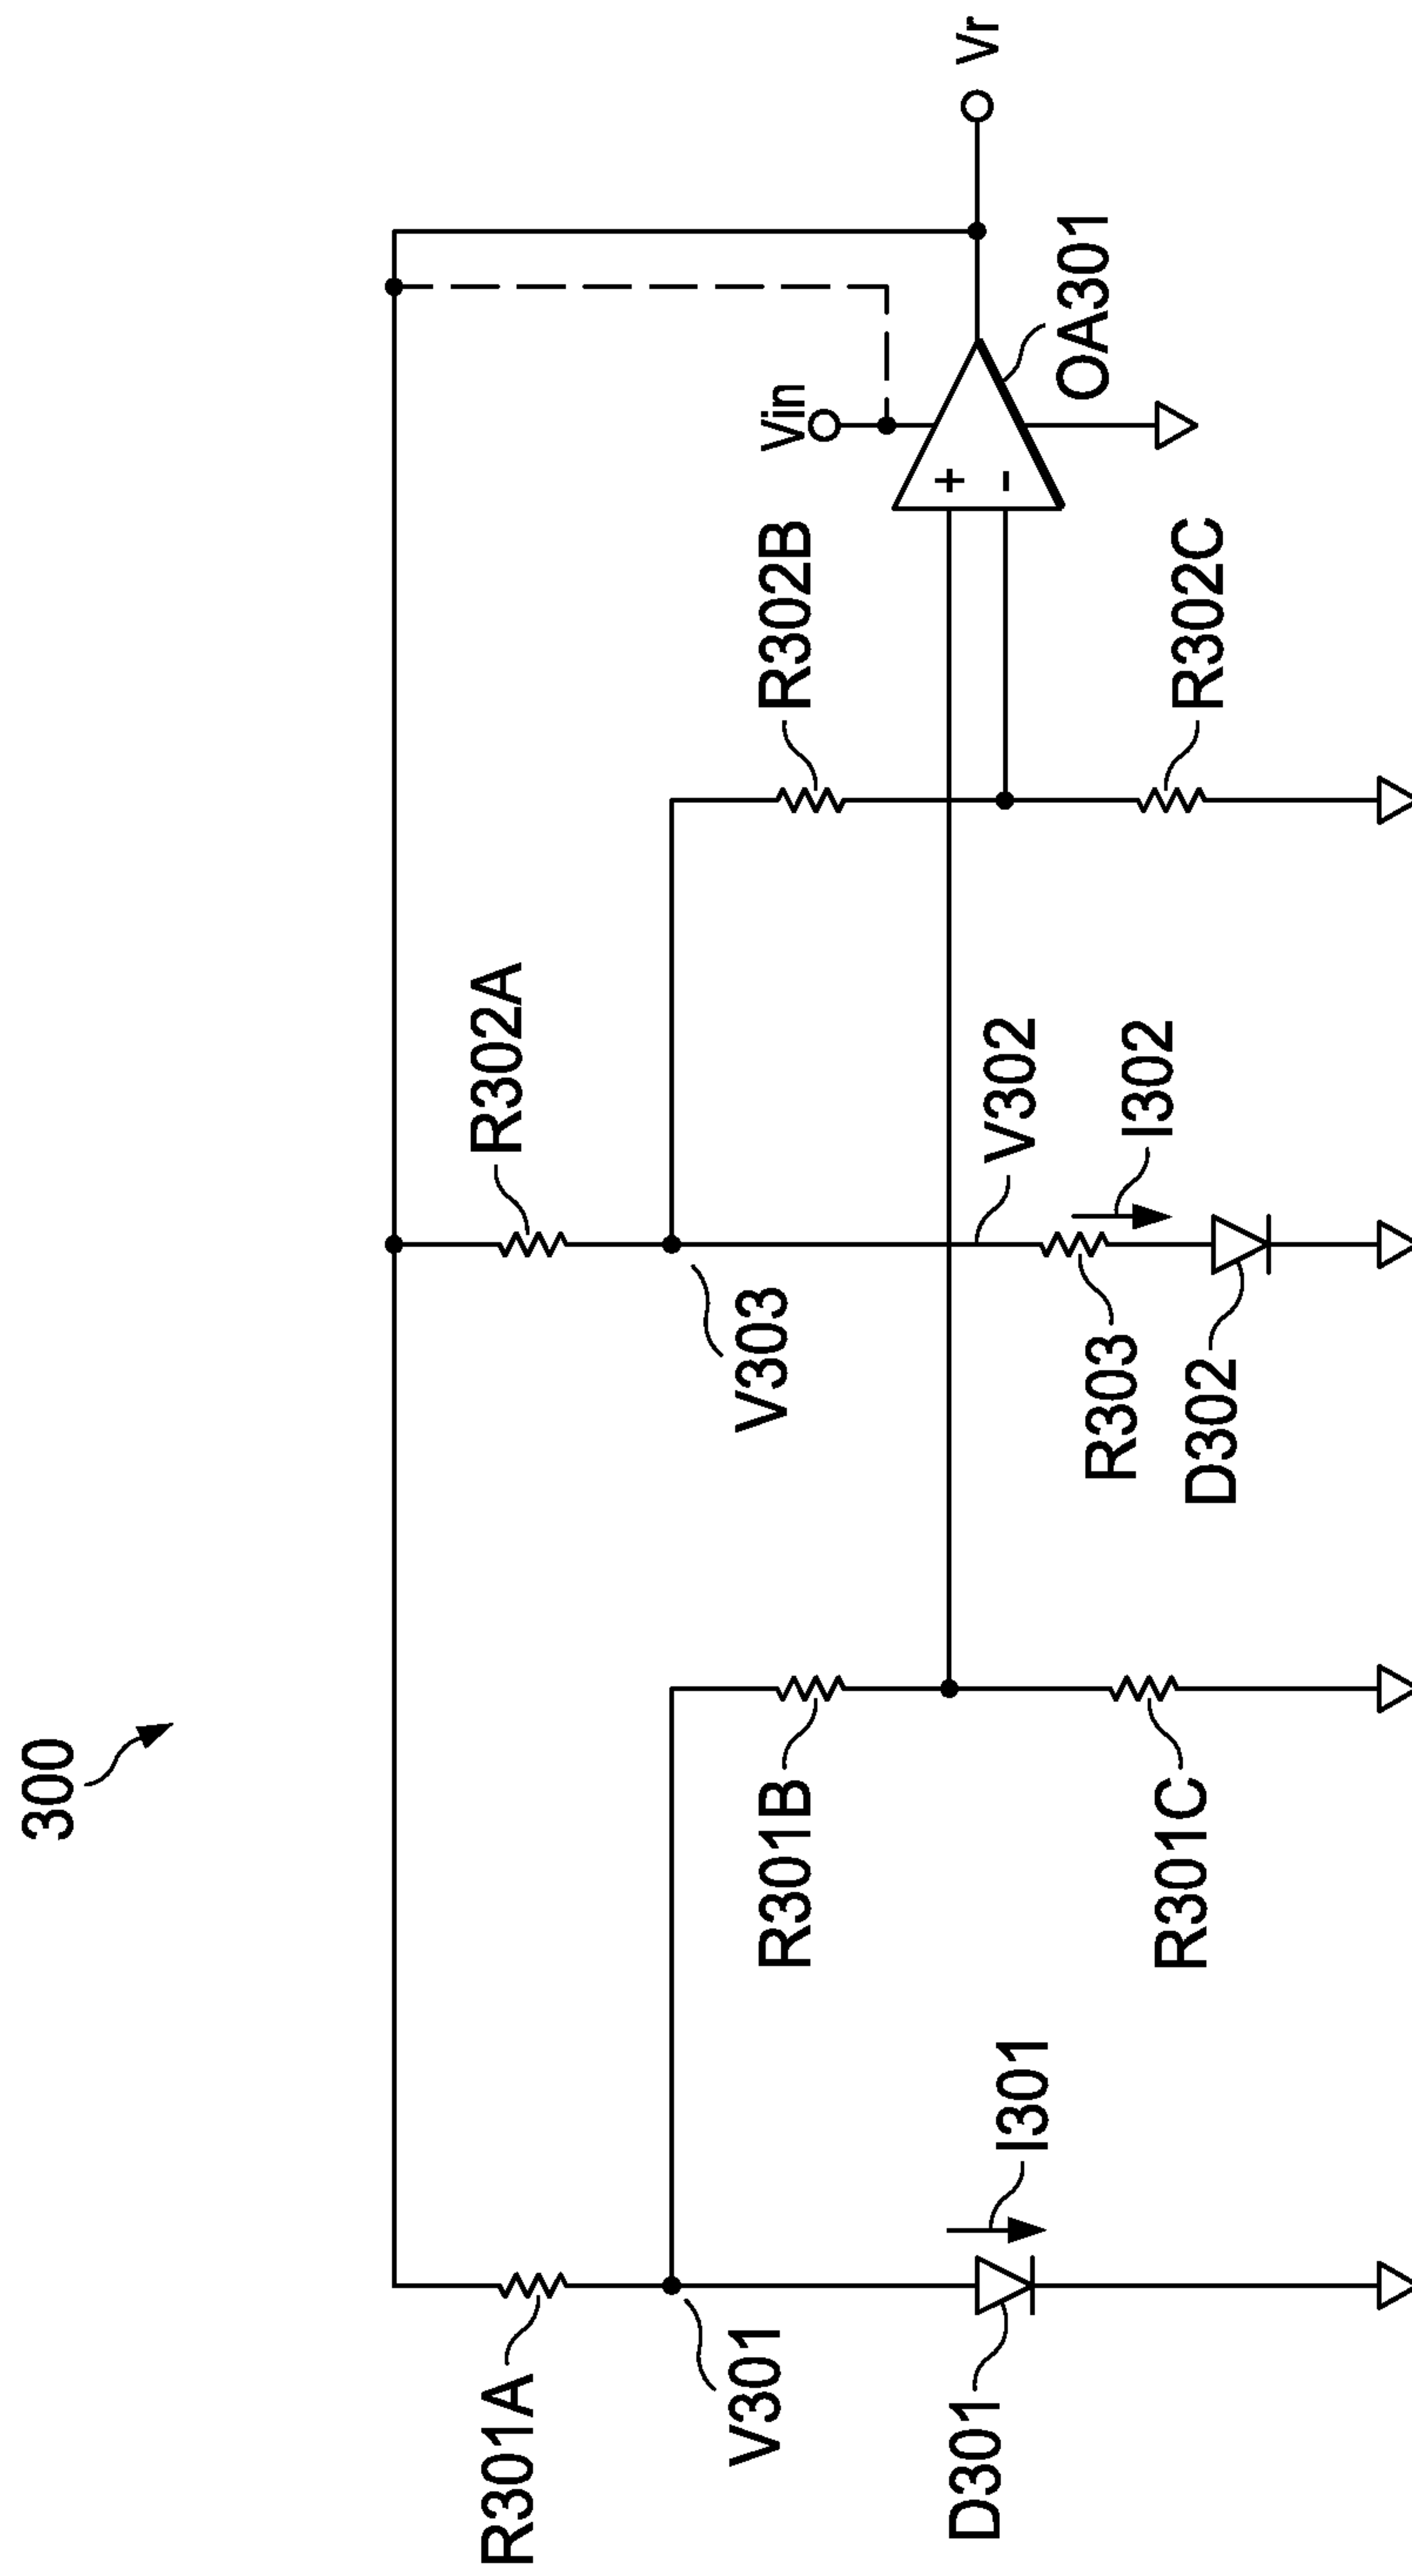 300
R302A
R301A
V301
V303
R301B
R302B
Vin
+
-
Vr
D301
I301
V302
OA301
R303
I302
R301C
R302C
D302